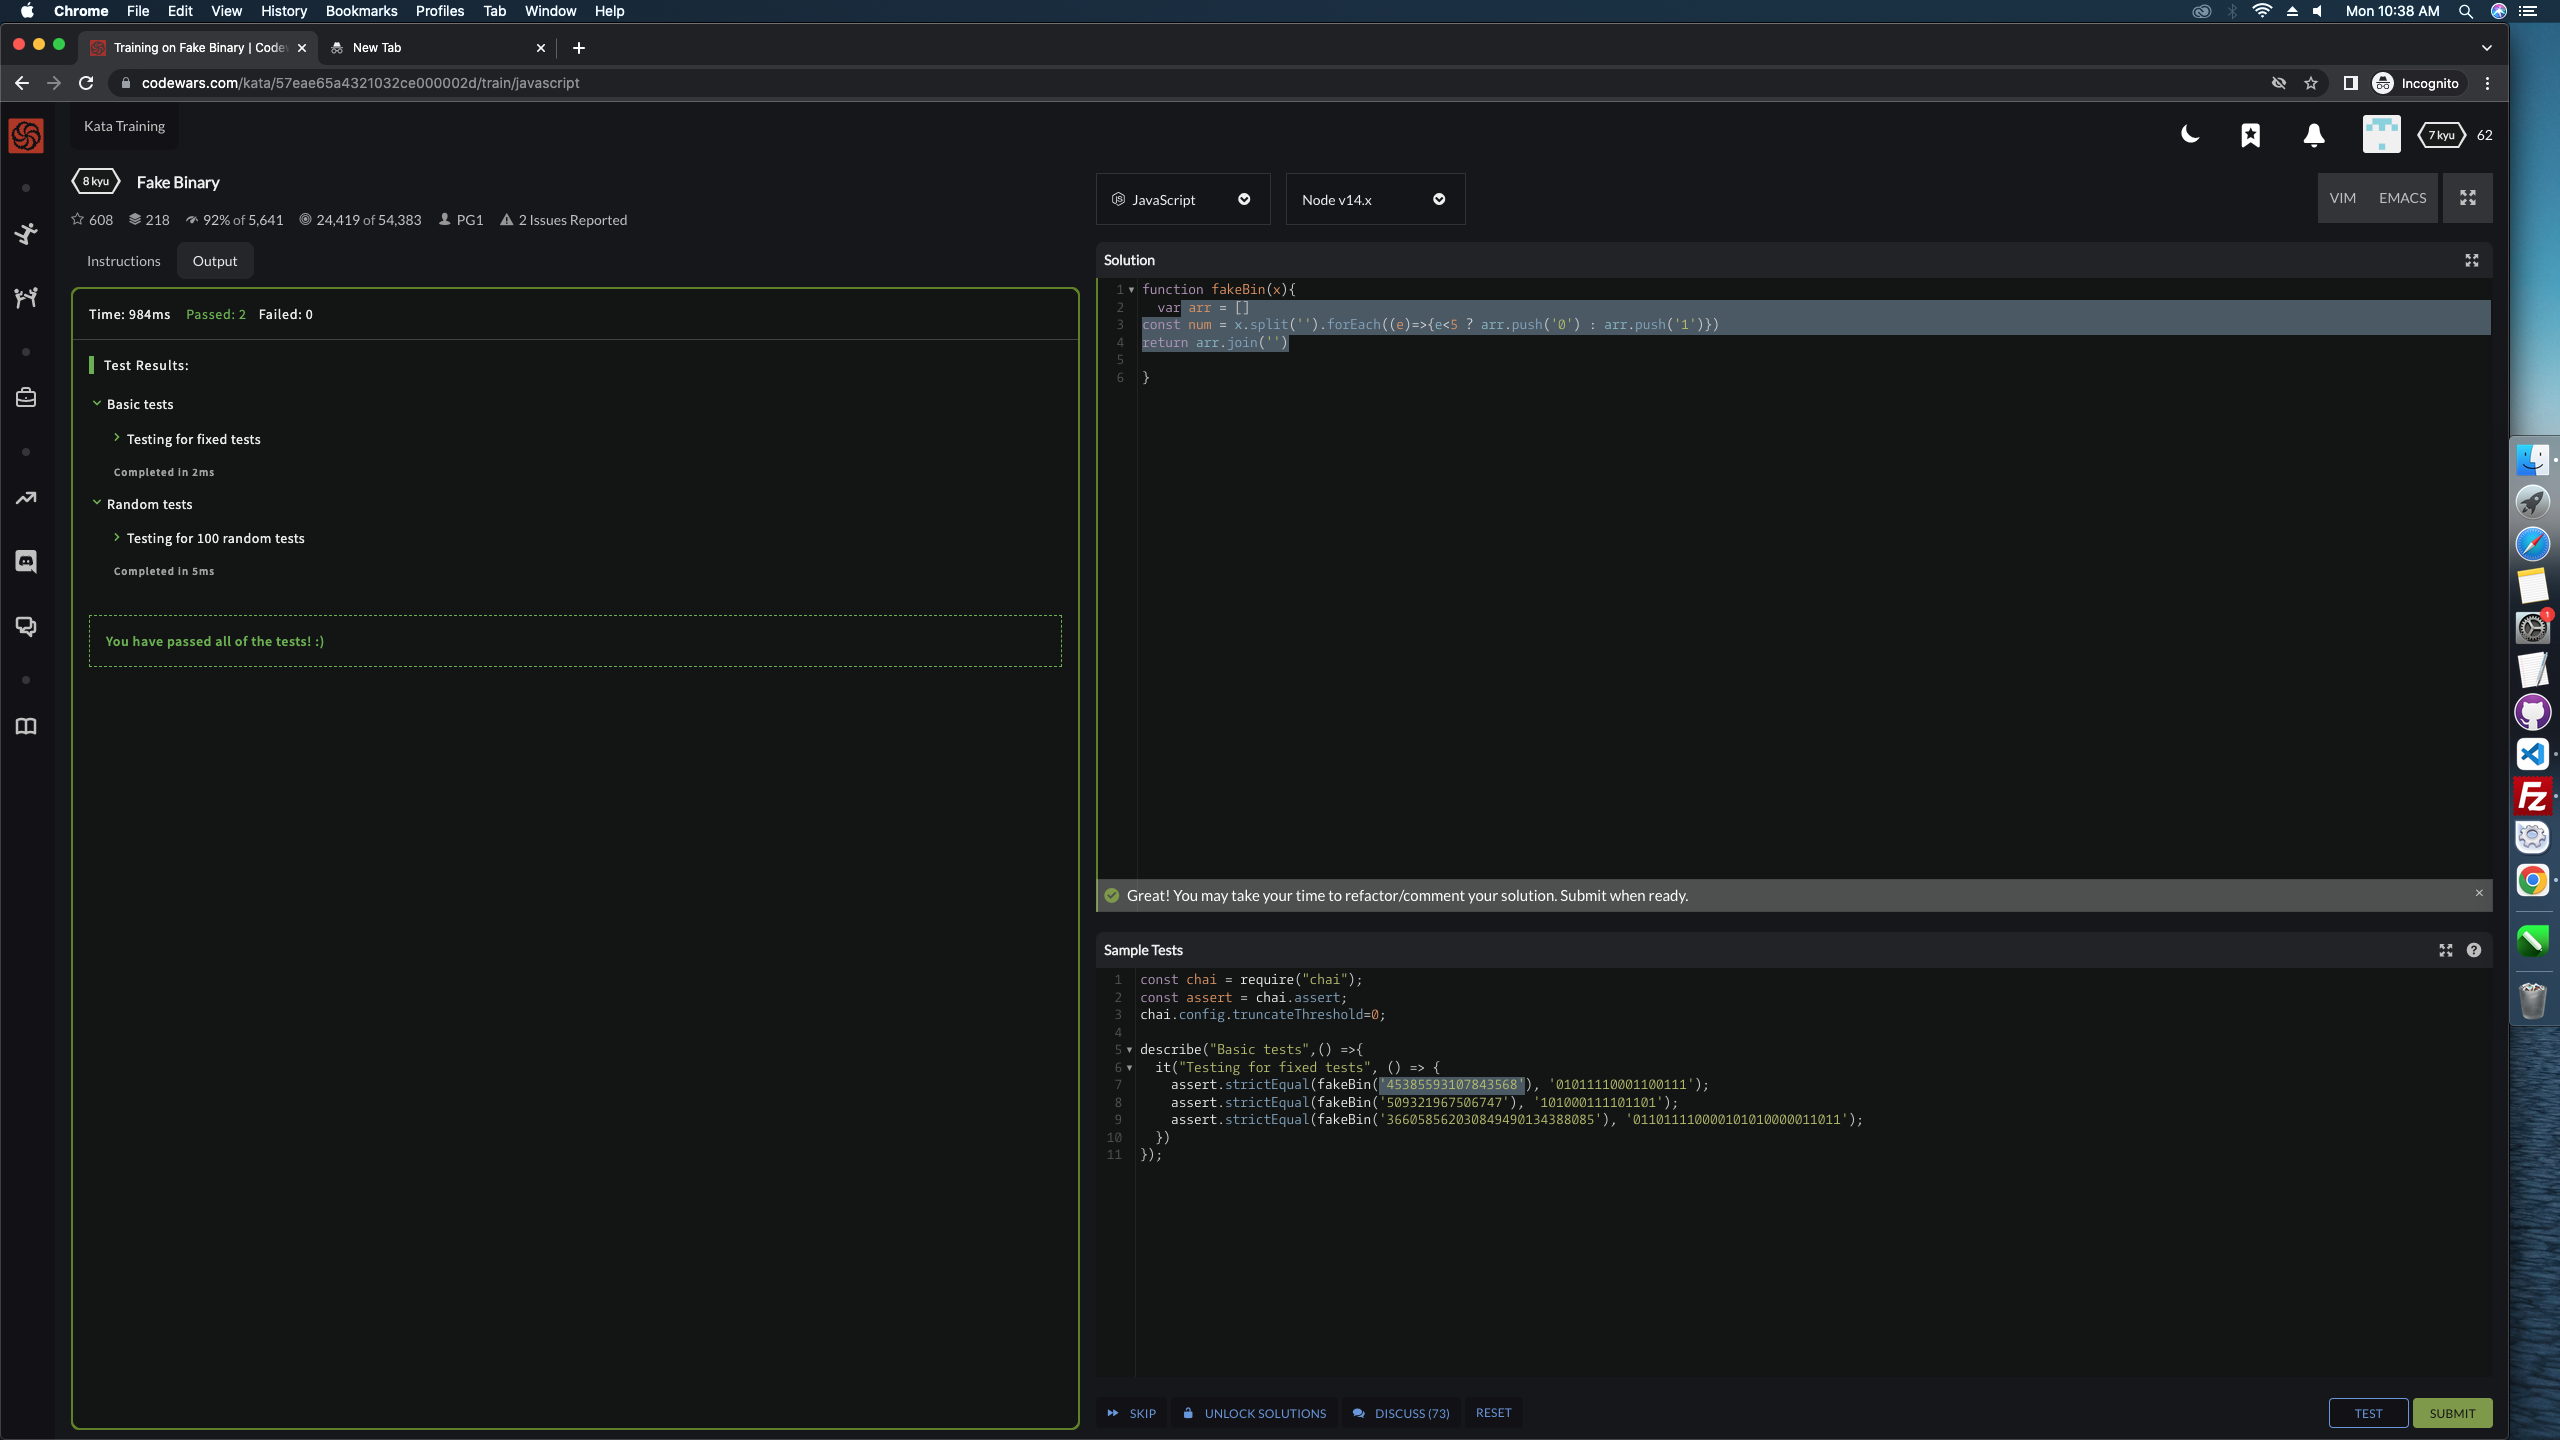 Chrome File Edit View History Bookmarks Profiles Tab Window Help Mon 10:38 AM
Training on Fake Binary | Codew New Tab
codewars.com/kata/57eae65a4321032ce000002d/train/javascript Incognito
Kata Training
7 kyu 62
8 kyu Fake Binary
608 218 92% of 5,641 24,419 of 54,383 PG1 2 Issues Reported
JavaScript Node v14.x VIM EMACS
Instructions Output
Time: 984ms Passed: 2 Failed: 0
Test Results:
Basic tests
Testing for fixed tests
Completed in 2ms
Random tests
Testing for 100 random tests
Completed in 5ms
You have passed all of the tests! :)
Solution
1 function fakeBin(x){
2 var arr = []
3 const num = x.split('').forEach((e)=>{e<5 ? arr.push('0') : arr.push('1')})
4 return arr.join('')
5
6 }
Great! You may take your time to refactor/comment your solution. Submit when ready.
Sample Tests
1 const chai = require("chai");
2 const assert = chai.assert;
3 chai.config.truncateThreshold=0;
4
5 describe("Basic tests",() =>{
6 it("Testing for fixed tests", () => {
7 assert.strictEqual(fakeBin('45385593107843568'), '01011110001100111');
8 assert.strictEqual(fakeBin('509321967506747'), '101000111101101');
9 assert.strictEqual(fakeBin('366058562030849490134388085'), '011011110000101010000011011');
10 })
11 });
SKIP UNLOCK SOLUTIONS DISCUSS (73) RESET TEST SUBMIT
1
Fz